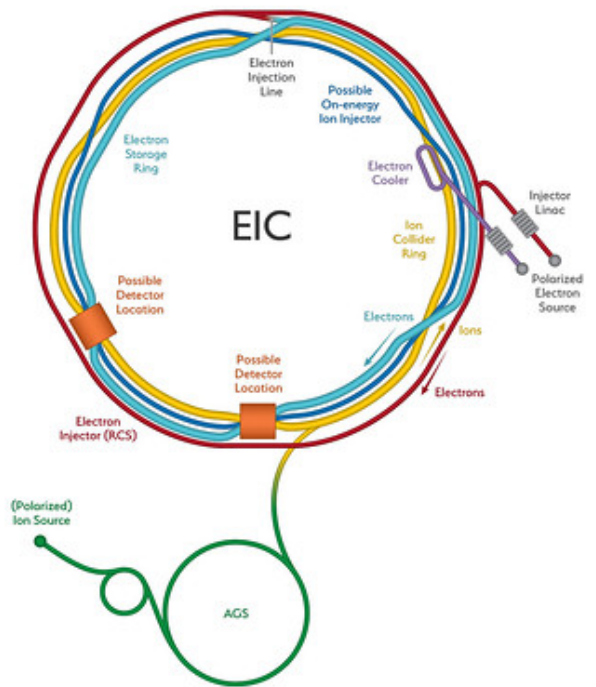 Electron
Injection
Line
Possible
On-energy
Ion Injector
Electron
Storage
Ring
Electron
Cooler
Injector
Linac
EIC
Ion
Collider
Ring
Polarized
Electron
Source
Possible
Detector
Location
Electrons
Ions
Possible
Detector
Location
Electrons
Electron
Injector (RCS)
(Polarized)
Ion Source
AGS